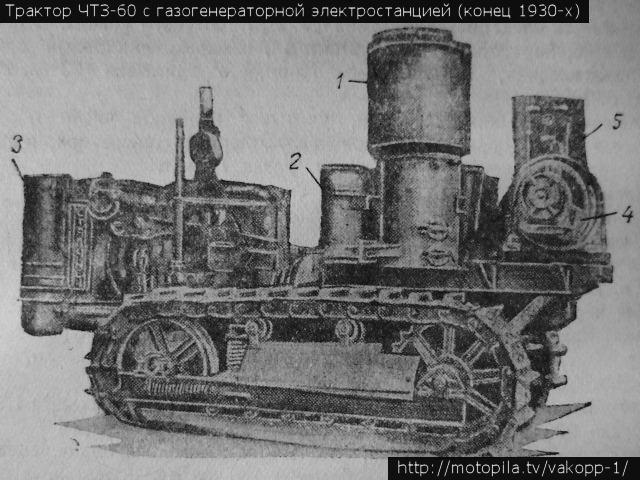 Трактор ЧТЗ-60 с газогенераторной электростанцией (конец 1930-х)
1
5
2
3
4
http://motopila.tv/vakopp-1/